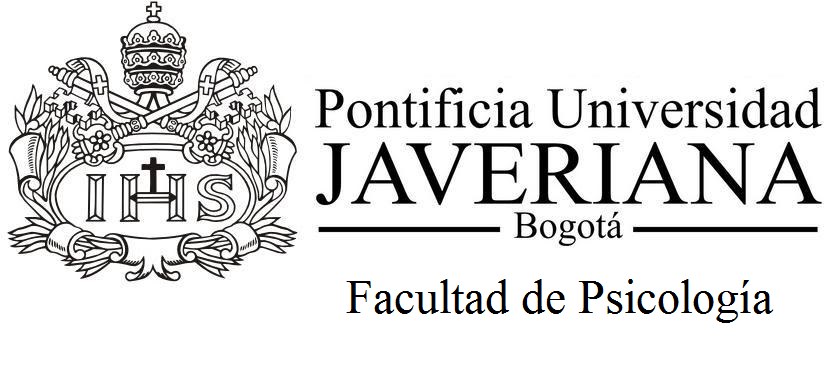 IHS
Pontificia Universidad
JAVERIANA
Bogotá
Facultad de Psicología